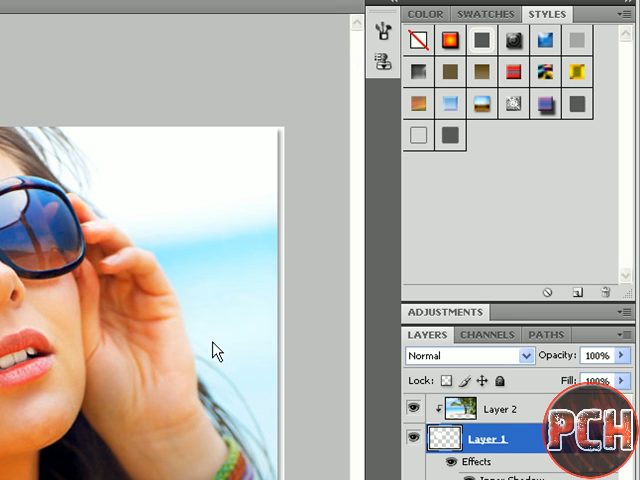 COLOR SWATCHES STYLES
ADJUSTMENTS
LAYERS CHANNELS PATHS
Normal Opacity: 100%
Lock: Fill: 100%
Layer 2
Layer 1
Effects
Inner Shadow
PCH